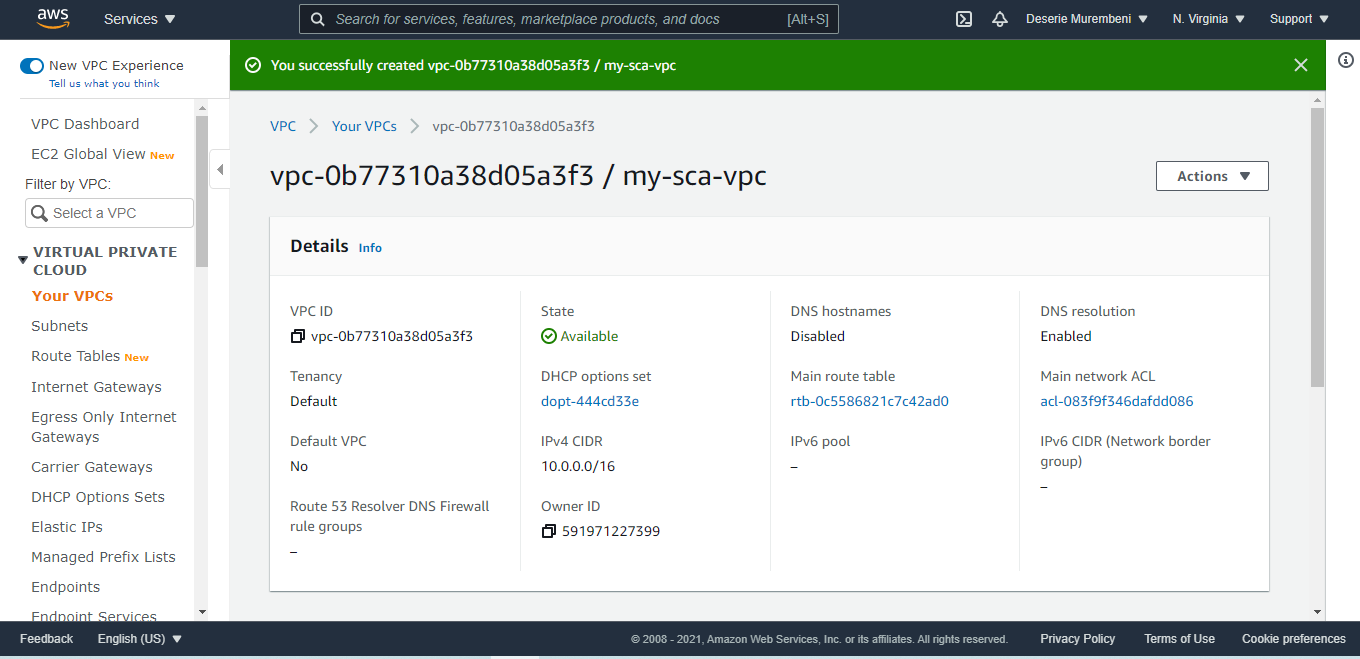 aws
Services
Search for services, features, marketplace products, and docs
[Alt+S]
Deserie Murembeni
N. Virginia
Support
New VPC Experience
Tell us what you think
VPC Dashboard
EC2 Global View New
Filter by VPC:
Select a VPC
VIRTUAL PRIVATE
CLOUD
Your VPCs
Subnets
Route Tables New
Internet Gateways
Egress Only Internet
Gateways
Carrier Gateways
DHCP Options Sets
Elastic IPs
Managed Prefix Lists
Endpoints
Endpoint Services
You successfully created vpc-0b77310a38d05a3f3 / my-sca-vpc
VPC
Your VPCs
vpc-0b77310a38d05a3f3
vpc-0b77310a38d05a3f3 / my-sca-vpc
Actions
Details Info
VPC ID
vpc-0b77310a38d05a3f3
State
Available
DNS hostnames
Disabled
DNS resolution
Enabled
Tenancy
Default
DHCP options set
dopt-444cd33e
Main route table
rtb-0c5586821c7c42ad0
Main network ACL
acl-083f9f346dafdd086
Default VPC
No
IPv4 CIDR
10.0.0.0/16
IPv6 pool
–
IPv6 CIDR (Network border
group)
–
Route 53 Resolver DNS Firewall
rule groups
–
Owner ID
591971227399
Feedback
English (US)
© 2008 - 2021, Amazon Web Services, Inc. or its affiliates. All rights reserved.
Privacy Policy
Terms of Use
Cookie preferences